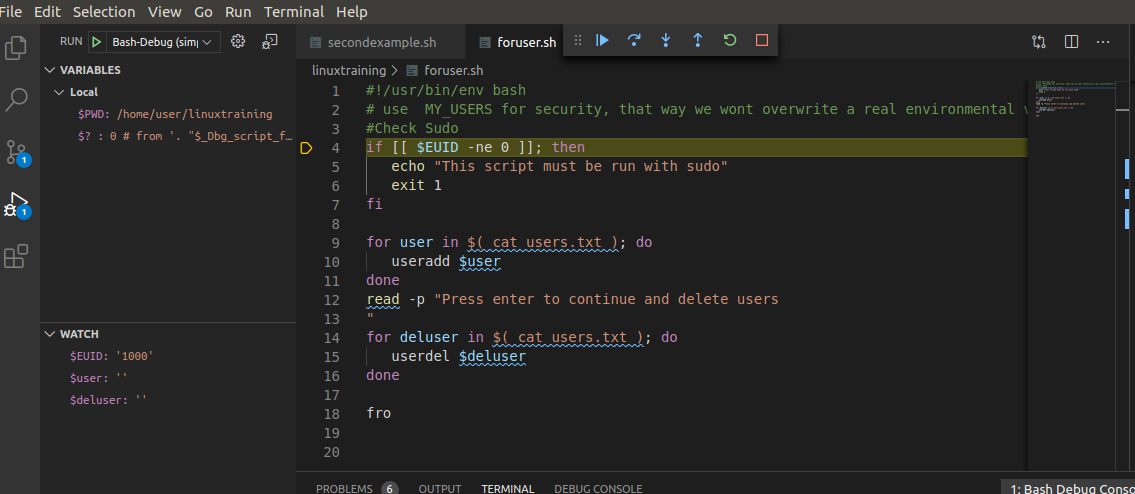 File Edit Selection View Go Run Terminal Help
RUN Bash-Debug (sim
secondexample.sh
foruser.sh
VARIABLES
Local
$PWD: /home/user/linuxtraining
$? : 0 # from '. "$_Dbg_script_f...
1
1
WATCH
$EUID: '1000'
$user: ''
$deluser: ''
linuxtraining > foruser.sh
1 #!/usr/bin/env bash
2 # use  MY_USERS for security, that way we wont overwrite a real environmental
3 #Check Sudo
4 if [[ $EUID -ne 0 ]]; then
5    echo "This script must be run with sudo"
6    exit 1
7 fi
8
9 for user in $( cat users.txt ); do
10    useradd $user
11 done
12 read -p "Press enter to continue and delete users
13 "
14 for deluser in $( cat users.txt ); do
15    userdel $deluser
16 done
17
18 fro
19
20
PROBLEMS 6 OUTPUT TERMINAL DEBUG CONSOLE
1: Bash Debug Conso